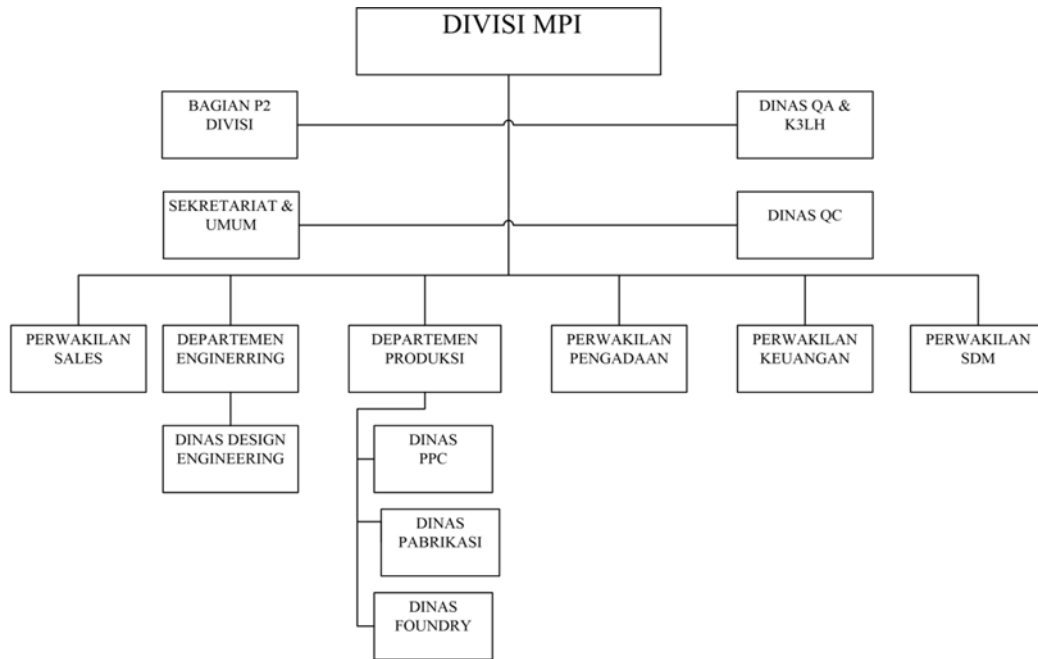 DIVISI MPI
BAGIAN P2
DIVISI
DINAS QA &
K3LH
SEKRETARIAT &
UMUM
DINAS QC
PERWAKILAN
SALES
DEPARTEMEN
ENGINERRING
DEPARTEMEN
PRODUKSI
PERWAKILAN
PENGADAAN
PERWAKILAN
KEUANGAN
PERWAKILAN
SDM
DINAS DESIGN
ENGINEERING
DINAS
PPC
DINAS
PABRIKASI
DINAS
FOUNDRY